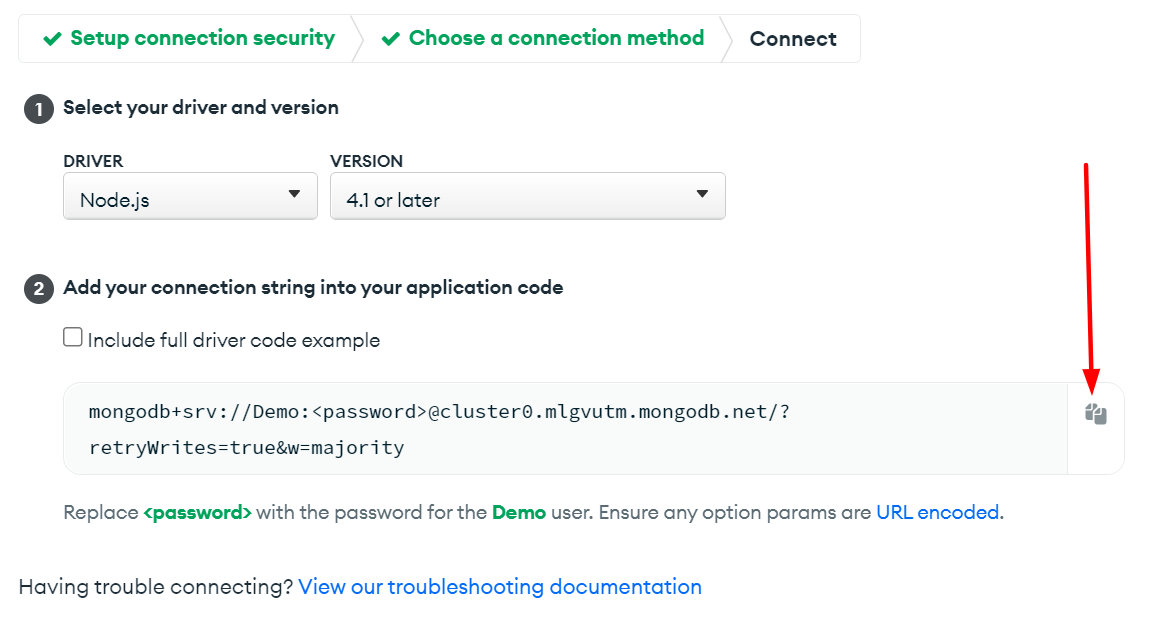 Setup connection security
Choose a connection method
Connect
1 Select your driver and version
DRIVER
VERSION
Node.js
4.1 or later
2 Add your connection string into your application code
Include full driver code example
mongodb+srv://Demo:<password>@cluster0.mlgvutm.mongodb.net/?
retryWrites=true&w=majority
Replace <password> with the password for the Demo user. Ensure any option params are URL encoded.
Having trouble connecting? View our troubleshooting documentation